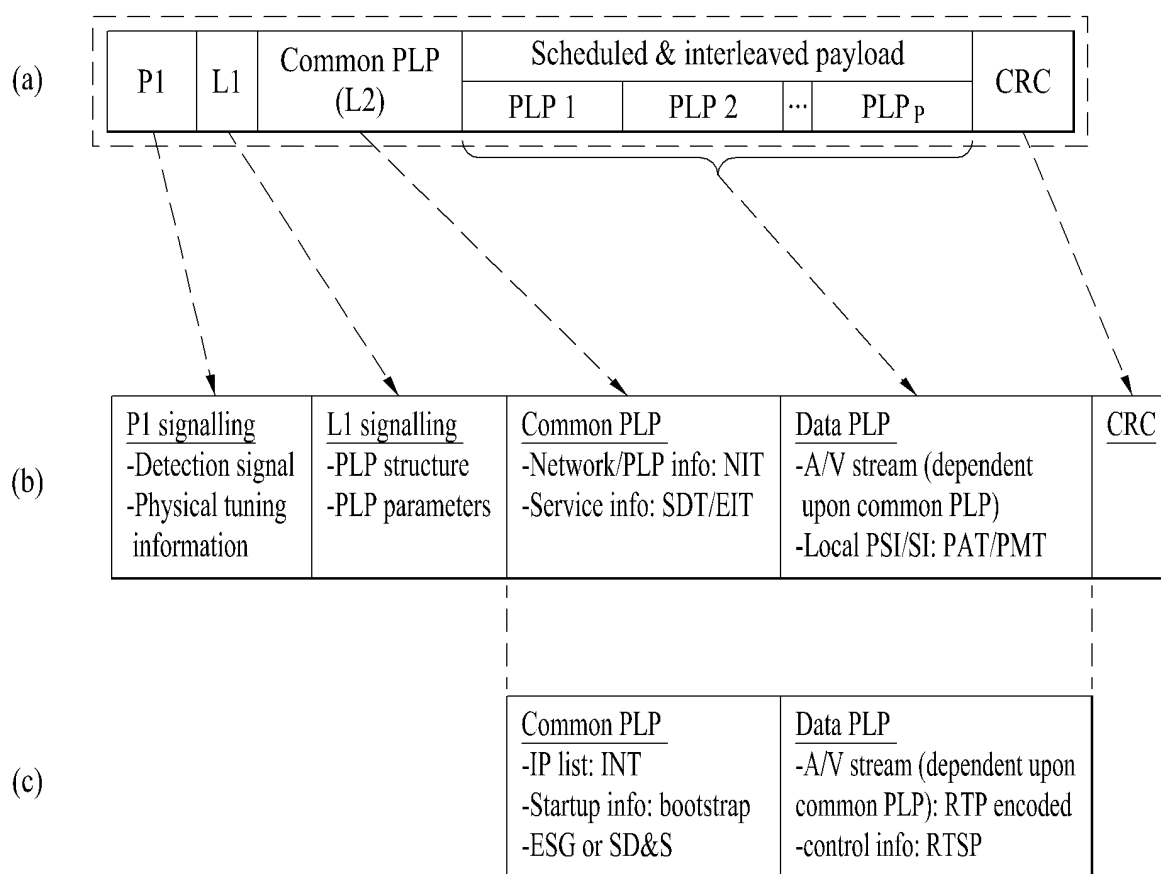 (a)
P1
L1
Common PLP
(L2)
Scheduled & interleaved payload
PLP 1
PLP 2
...
PLP P
CRC
(b)
P1 signalling
-Detection signal
-Physical tuning
information
L1 signalling
-PLP structure
-PLP parameters
Common PLP
-Network/PLP info: NIT
-Service info: SDT/EIT
Data PLP
-A/V stream (dependent
upon common PLP)
-Local PSI/SI: PAT/PMT
CRC
(c)
Common PLP
-IP list: INT
-Startup info: bootstrap
-ESG or SD&S
Data PLP
-A/V stream (dependent upon
common PLP): RTP encoded
-control info: RTSP